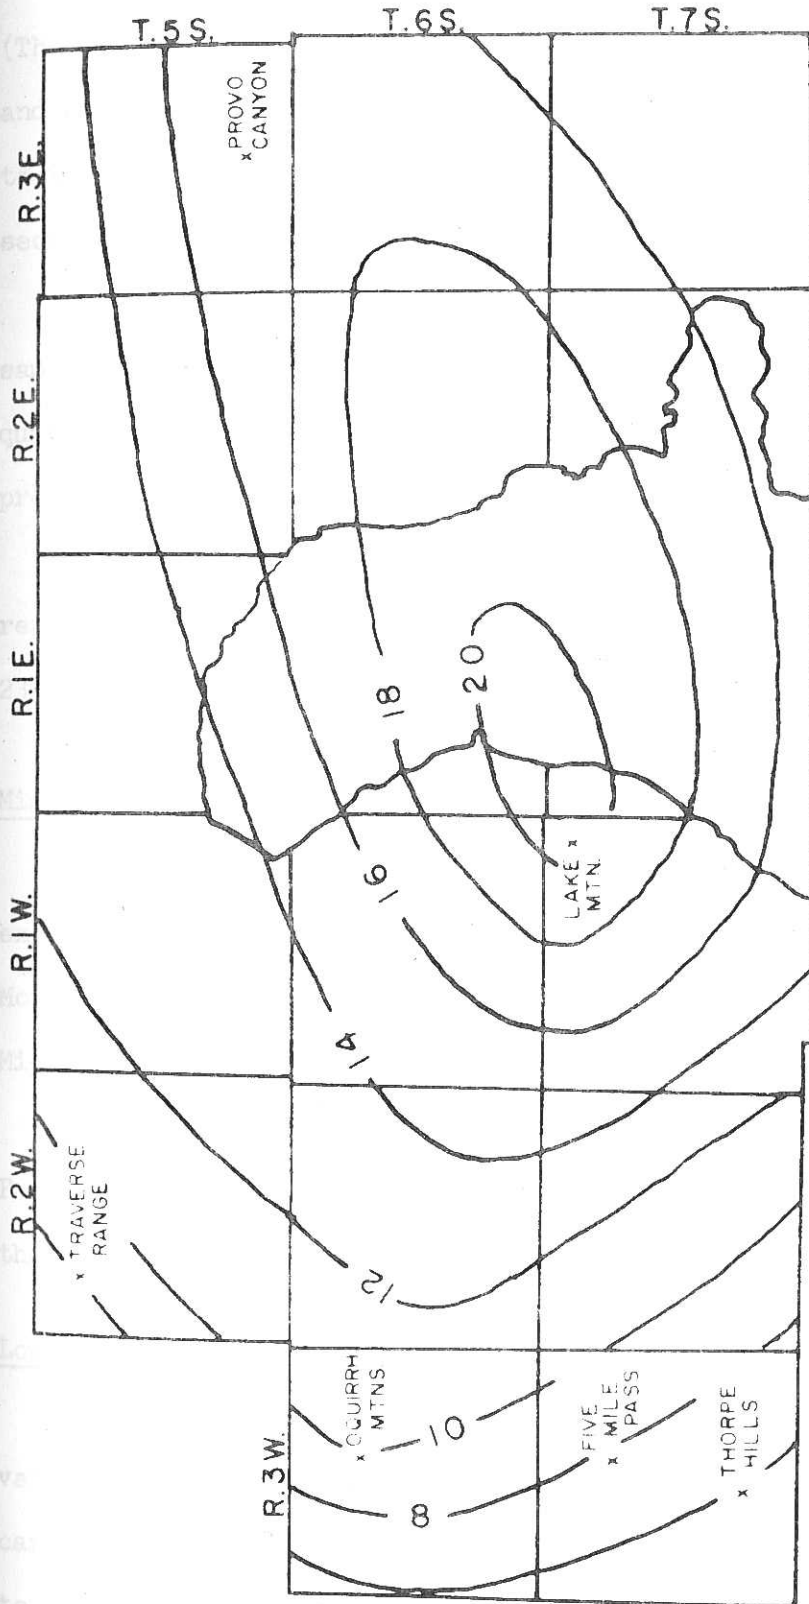 T.5S.
T.6S.
T.7S.
R.3E.
R.2E.
R.1E.
R.1W.
R.2W.
R.3W.
x PROVO
CANYON
18
20
16
14
12
10
8
LAKE x
MTN.
x TRAVERSE
RANGE
x OQUIRRH
MTNS
FIVE
x MILE
PASS
x THORPE
HILLS